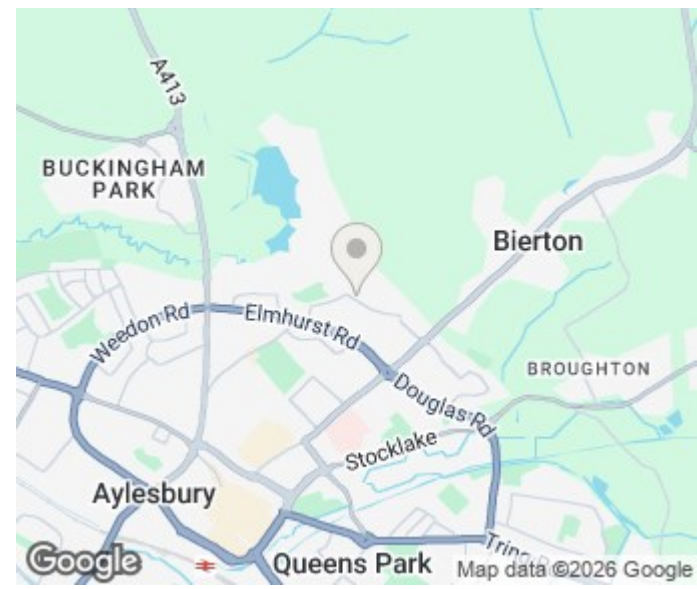 A413
BUCKINGHAM
PARK
Bierton
Weedon Rd
Elmhurst Rd
BROUGHTON
Douglas Rd
Stocklake
Aylesbury
Queens Park
Google
Map data ©2026 Google